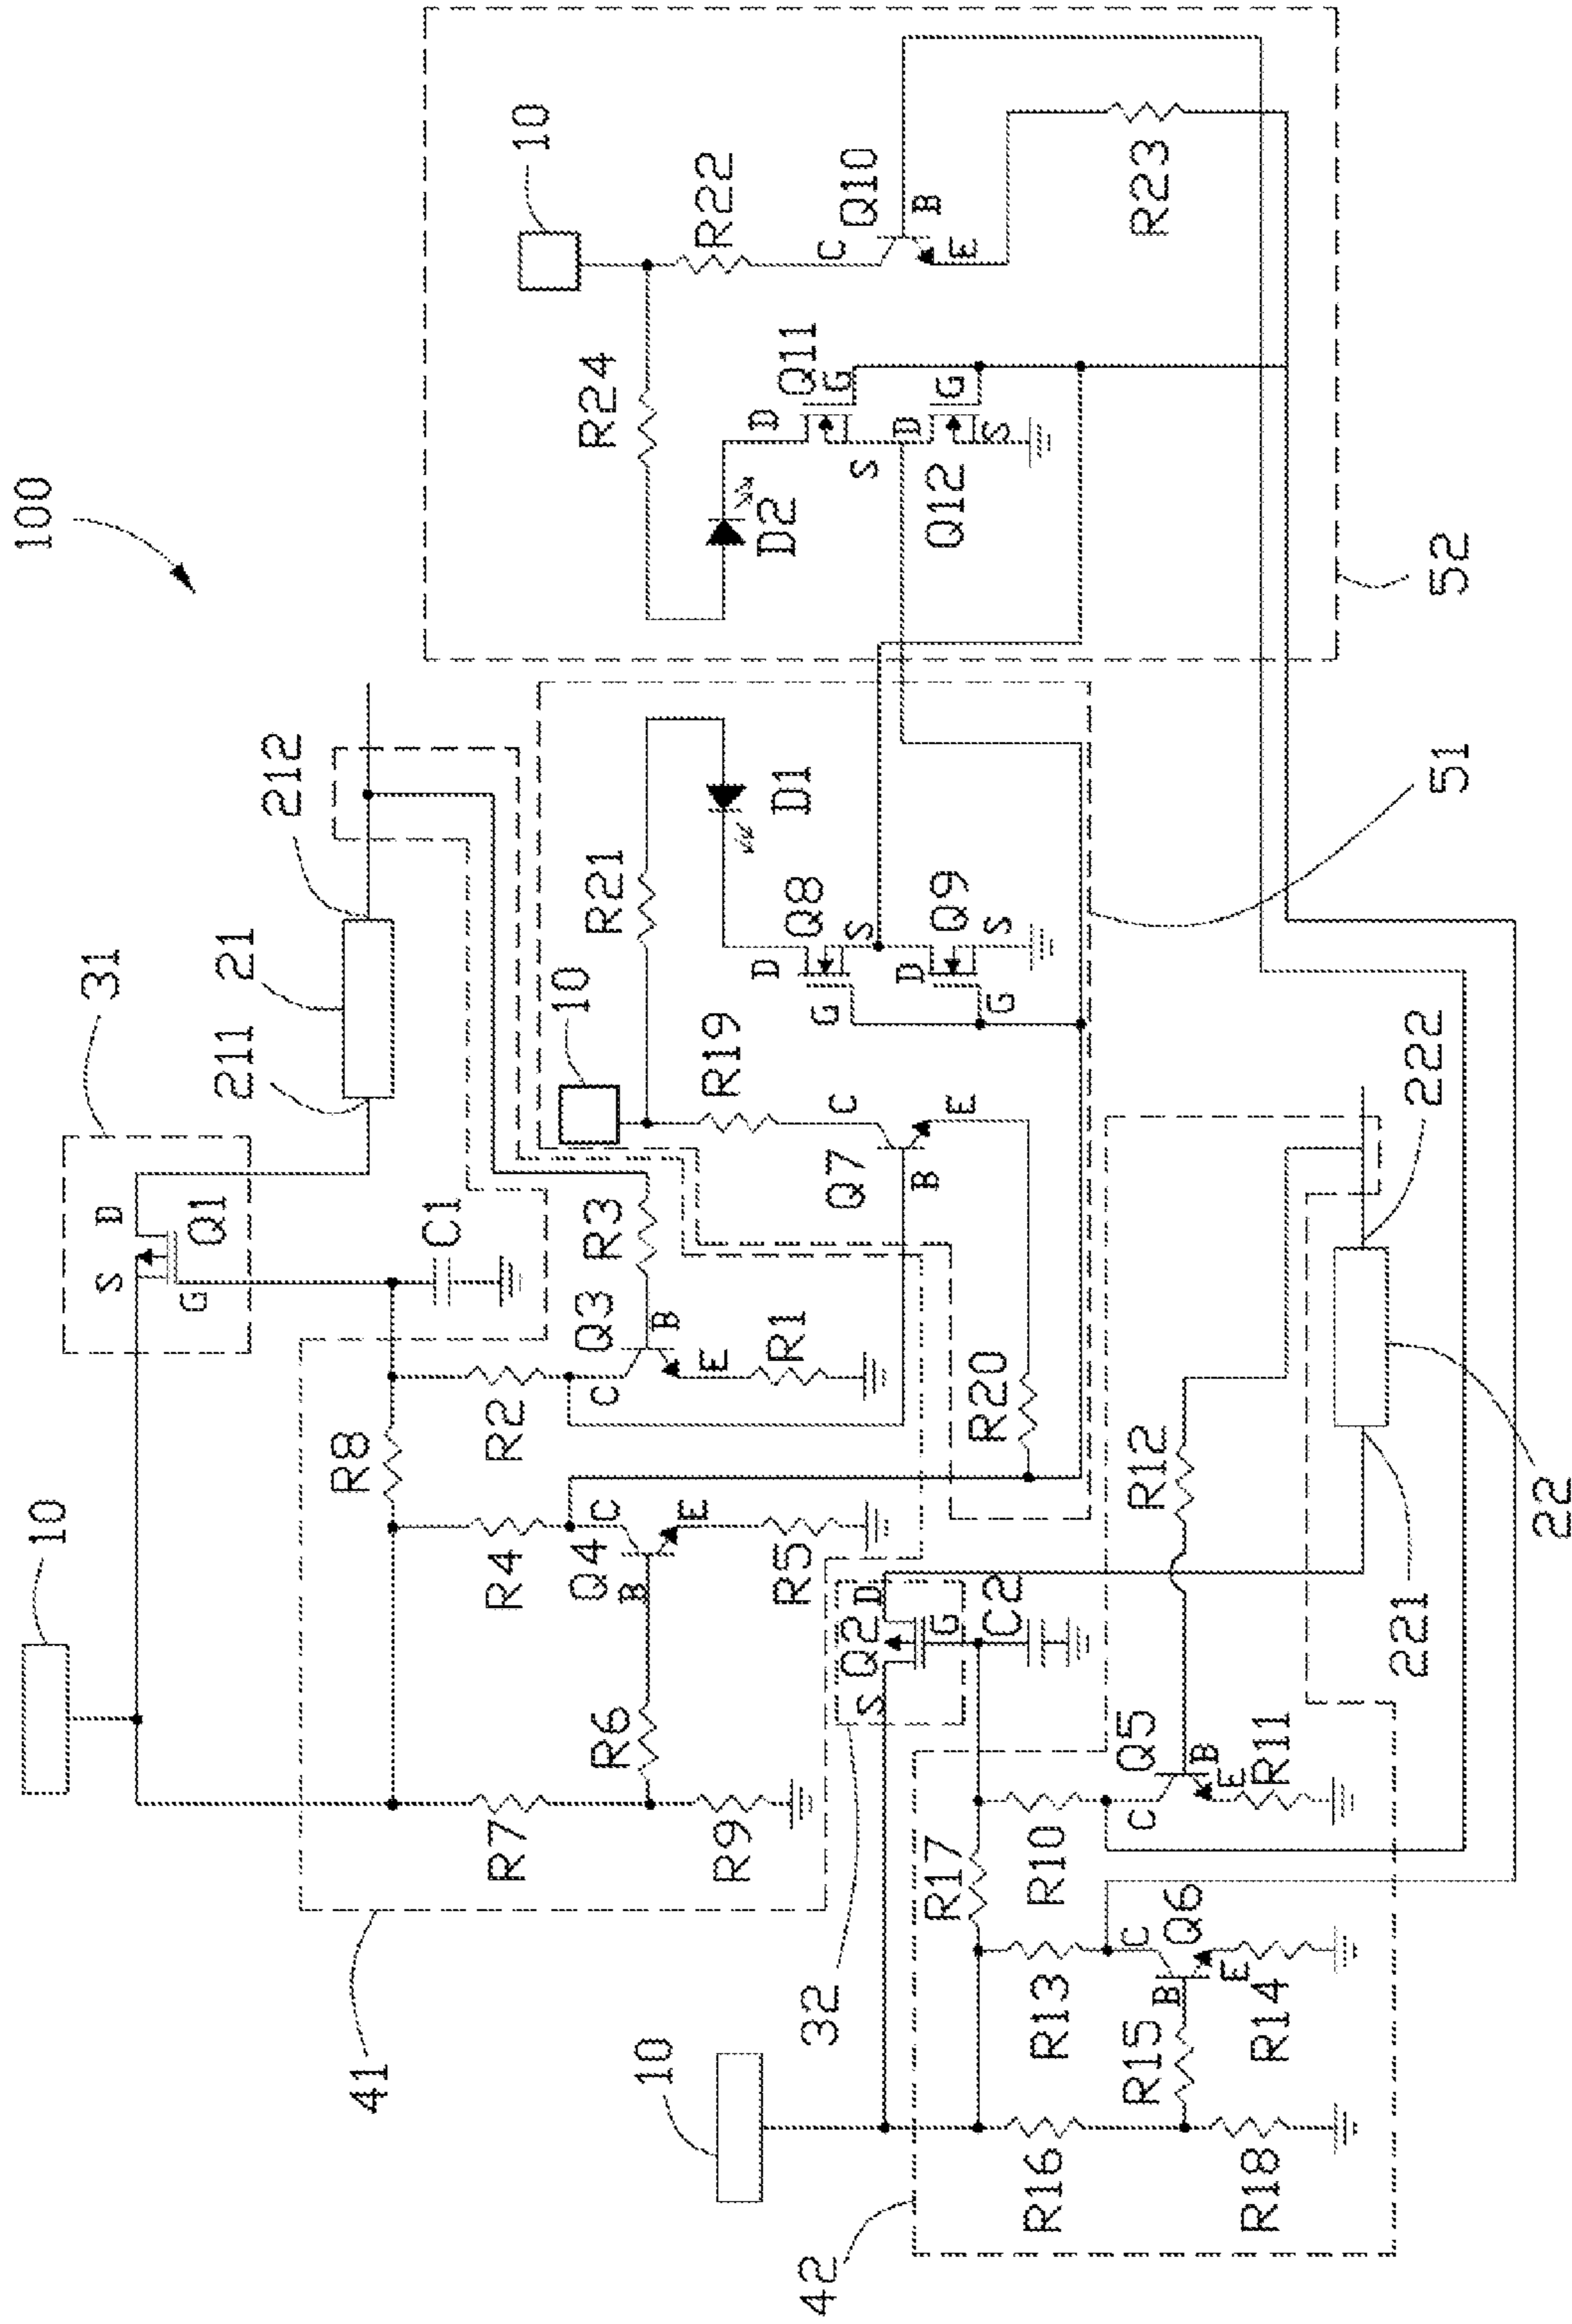 100
10
31
211
21
212
S
D
G
Q1
C1
41
R8
R2
R4
R7
R6
R9
Q4
B
C
E
R5
Q3
C
B
E
R1
R3
10
R19
R21
D1
Q7
C
B
E
R20
Q8
D
G
S
Q9
D
G
S
51
10
R24
R22
D2
Q11
D
G
S
Q12
D
G
S
Q10
C
B
E
R23
52
10
32
Q2
S
D
G
C2
42
R17
R10
R13
R16
R15
R18
Q6
C
B
E
R14
Q5
C
B
E
R11
R12
221
22
222